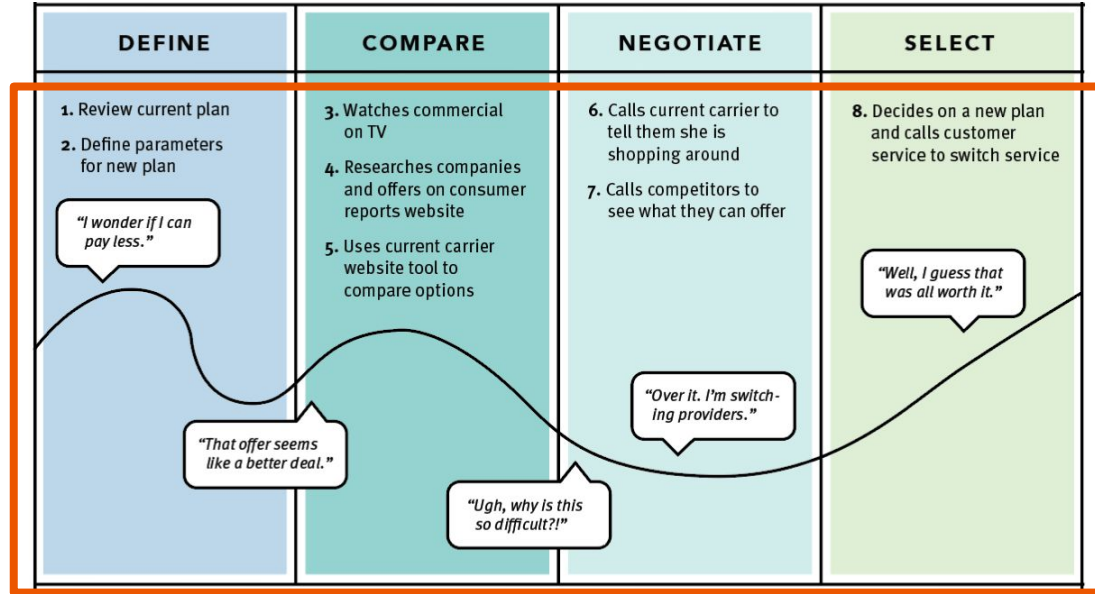 DEFINE
COMPARE
NEGOTIATE
SELECT
1. Review current plan
2. Define parameters
for new plan
“I wonder if I can
pay less.”
“That offer seems
like a better deal.”
3. Watches commercial
on TV
4. Researches companies
and offers on consumer
reports website
5. Uses current carrier
website tool to
compare options
“Ugh, why is this
so difficult?!”
6. Calls current carrier to
tell them she is
shopping around
7. Calls competitors to
see what they can offer
“Over it. I’m switch-
ing providers.”
8. Decides on a new plan
and calls customer
service to switch service
“Well, I guess that
was all worth it.”